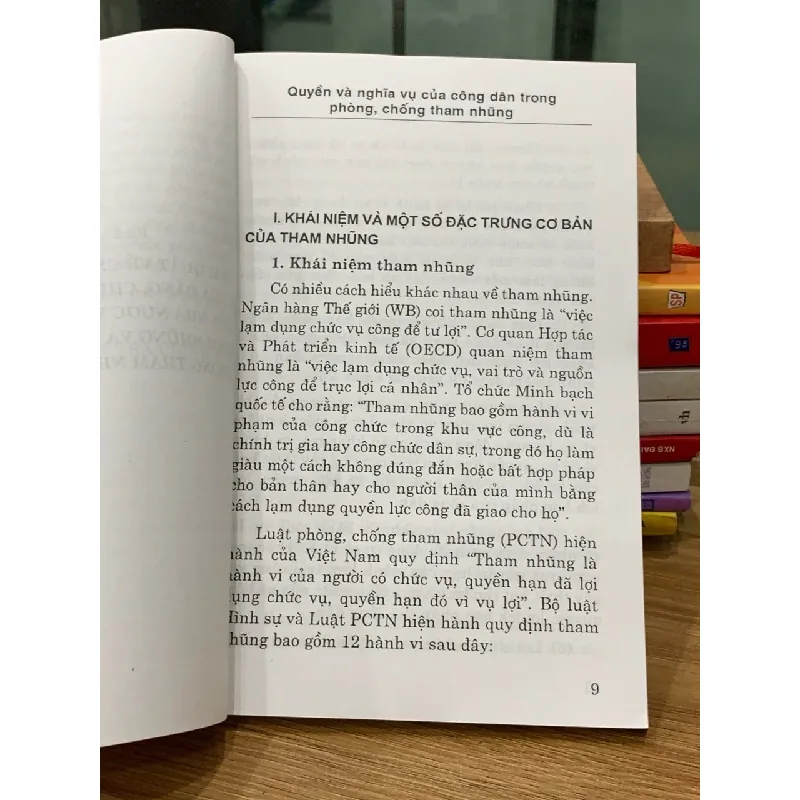 Quyền và nghĩa vụ của công dân trong
phòng, chống tham nhũng
I. KHÁI NIỆM VÀ MỘT SỐ ĐẶC TRƯNG CƠ BẢN
CỦA THAM NHŨNG
1. Khái niệm tham nhũng
Có nhiều cách hiểu khác nhau về tham nhũng.
Ngân hàng Thế giới (WB) coi tham nhũng là “việc
lạm dụng chức vụ công để tư lợi”. Cơ quan Hợp tác
và Phát triển kinh tế (OECD) quan niệm tham
nhũng là “việc lạm dụng chức vụ, vai trò và nguồn
lực công để trục lợi cá nhân”. Tổ chức Minh bạch
quốc tế cho rằng: “Tham nhũng bao gồm hành vi vi
phạm của công chức trong khu vực công, dù là
chính trị gia hay công chức dân sự, trong đó họ làm
giàu một cách không đúng đắn hoặc bất hợp pháp
cho bản thân hay cho người thân của mình bằng
cách lạm dụng quyền lực công đã giao cho họ”.
Luật phòng, chống tham nhũng (PCTN) hiện
hành của Việt Nam quy định “Tham nhũng là
hành vi của người có chức vụ, quyền hạn đã lợi
dụng chức vụ, quyền hạn đó vì vụ lợi”. Bộ luật
Hình sự và Luật PCTN hiện hành quy định tham
nhũng bao gồm 12 hành vi sau đây:
9
SP
vh
NXB ĐẠI